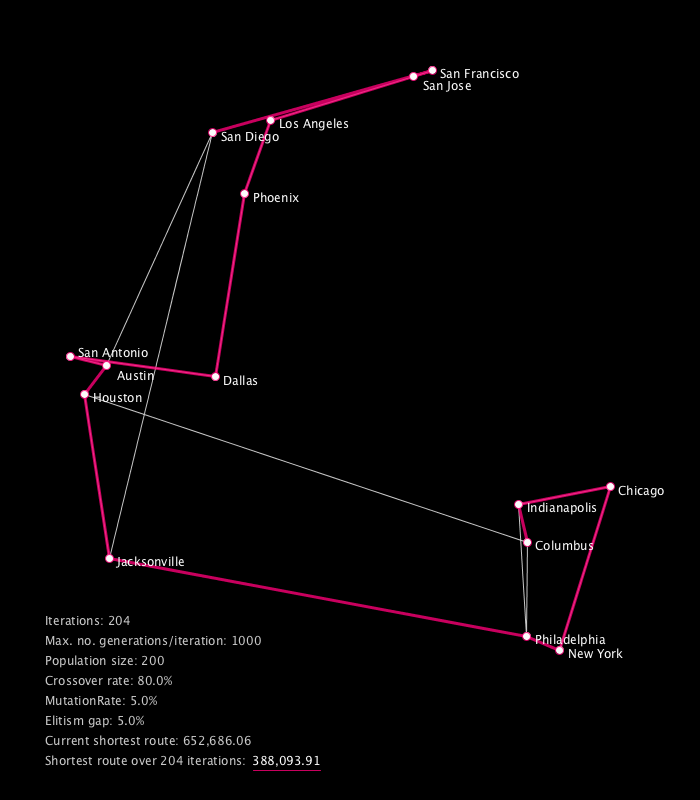 San Francisco
San Jose
Los Angeles
San Diego
Phoenix
San Antonio
Austin
Dallas
Houston
Chicago
Indianapolis
Columbus
Jacksonville
Philadelphia
New York
Iterations: 204
Max. no. generations/iteration: 1000
Population size: 200
Crossover rate: 80.0%
MutationRate: 5.0%
Elitism gap: 5.0%
Current shortest route: 652,686.06
Shortest route over 204 iterations: 388,093.91